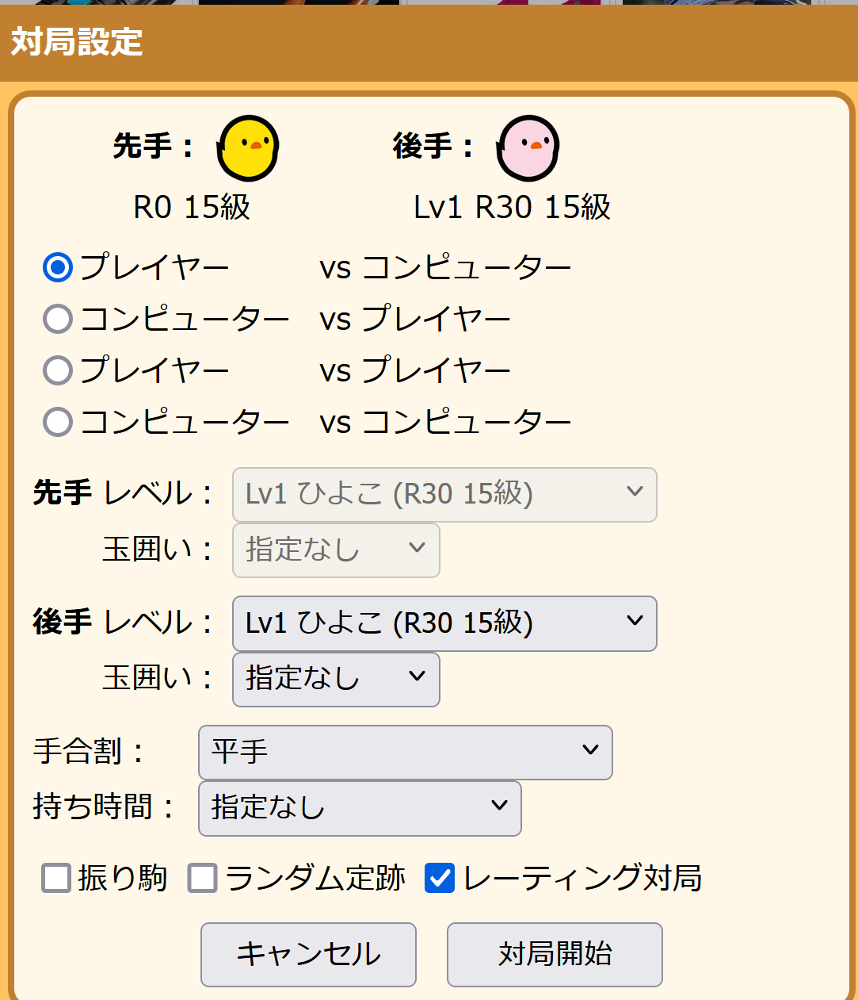 対局設定
先手： 後手：
R0 15級 Lv1 R30 15級
プレイヤー vs コンピューター
コンピューター vs プレイヤー
プレイヤー vs プレイヤー
コンピューター vs コンピューター
先手 レベル： Lv1 ひよこ (R30 15級)
玉囲い： 指定なし
後手 レベル： Lv1 ひよこ (R30 15級)
玉囲い： 指定なし
手合割： 平手
持ち時間： 指定なし
振り駒 ランダム定跡 レーティング対局
キャンセル 対局開始